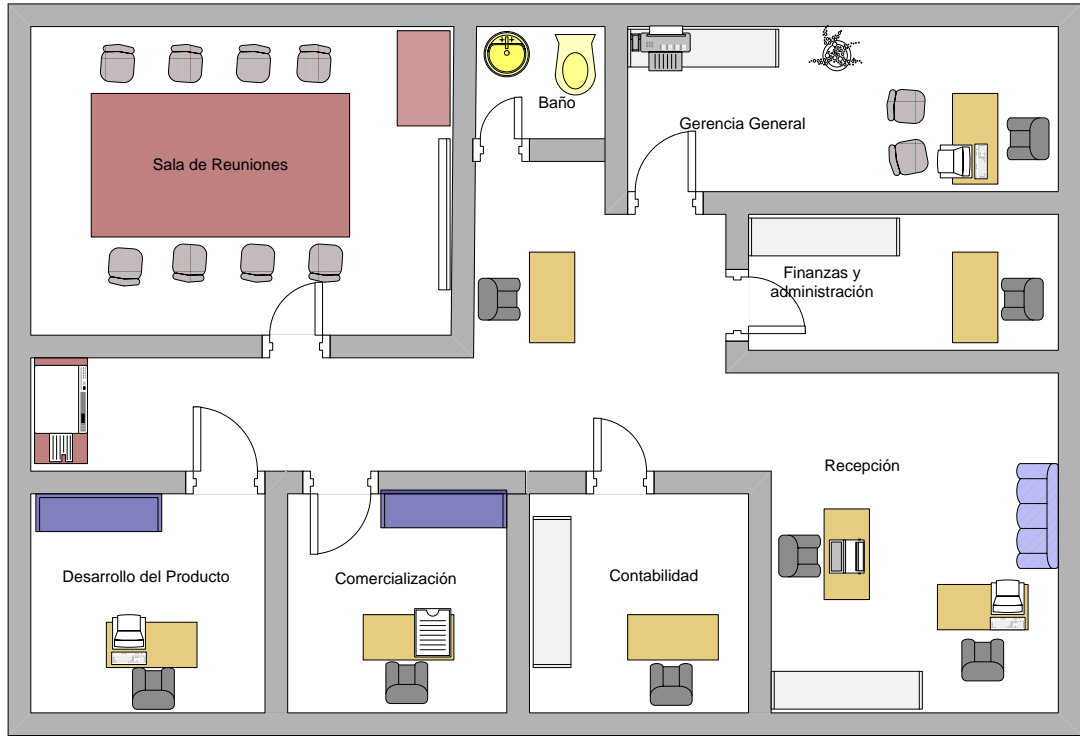 Baño
Gerencia General
Sala de Reuniones
Finanzas y
administración
Recepción
Desarrollo del Producto
Comercialización
Contabilidad